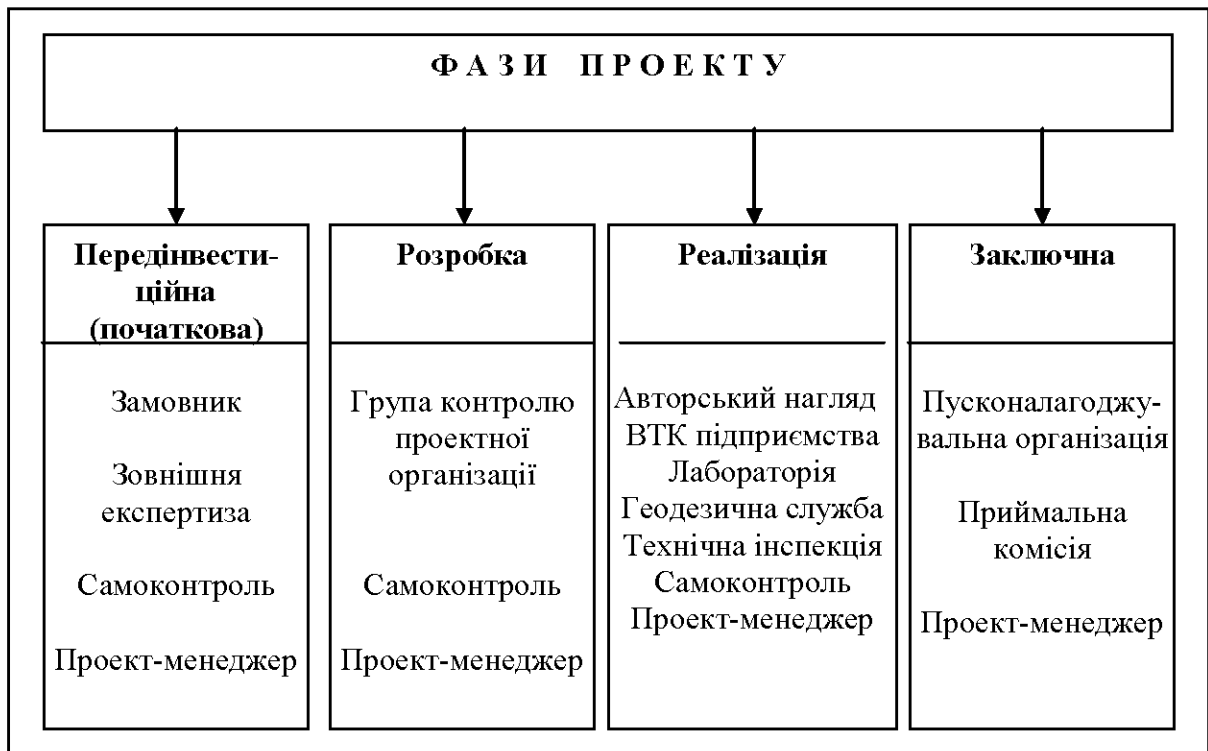 ФАЗИ ПРОЕКТУ
Передінвести-
ційна
(початкова)
Замовник
Зовнішня
експертиза
Самоконтроль
Проект-менеджер
Розробка
Група контролю
проектної
організації
Самоконтроль
Проект-менеджер
Реалізація
Авторський нагляд
ВТК підприємства
Лабораторія
Геодезична служба
Технічна інспекція
Самоконтроль
Проект-менеджер
Заключна
Пусконалагоджу-
вальна організація
Приймальна
комісія
Проект-менеджер